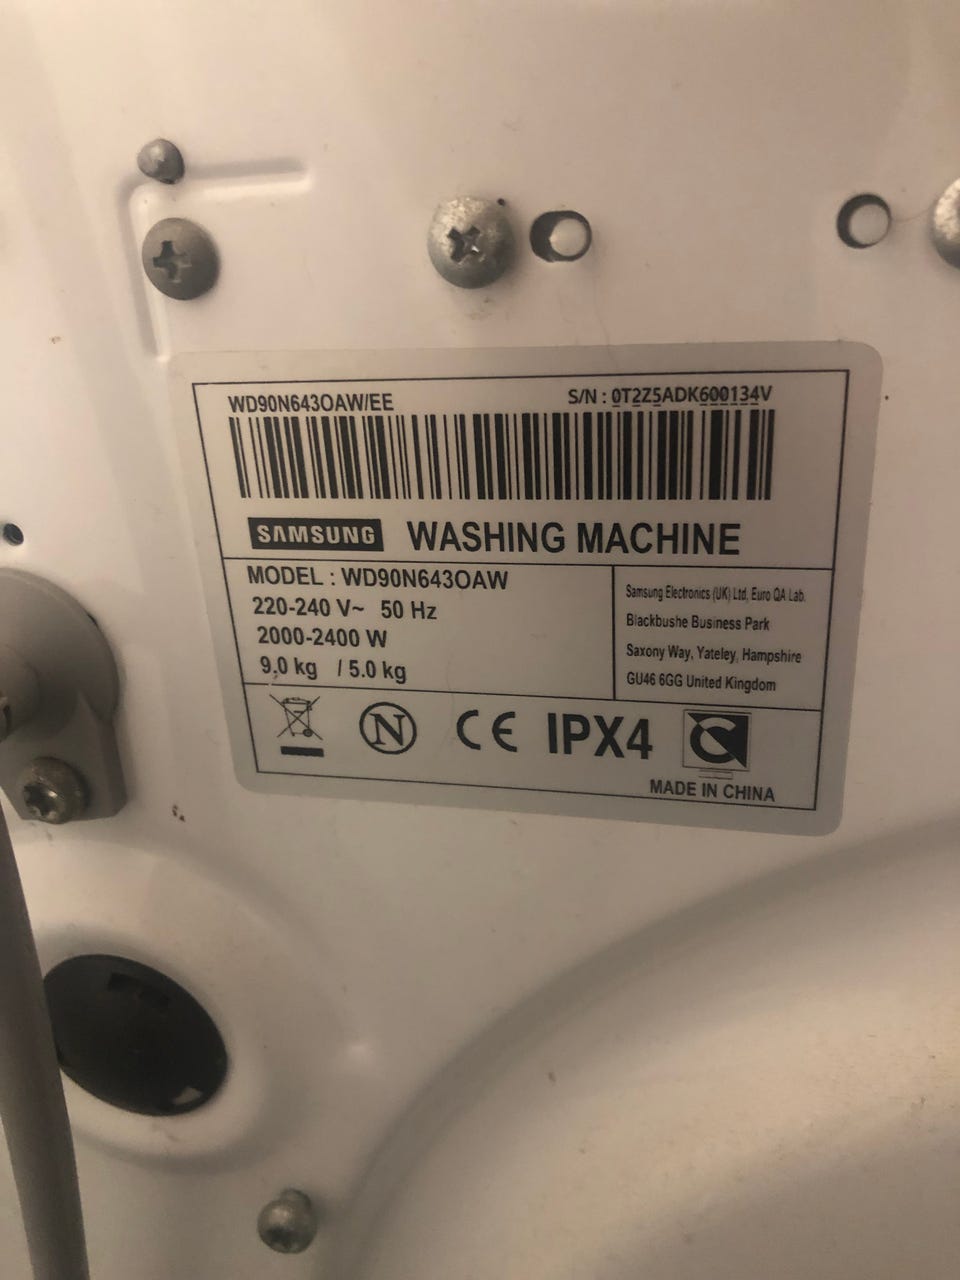 WD90N643OAW/EE S/N : 0T2Z5ADK600134V
SAMSUNG WASHING MACHINE
MODEL : WD90N643OAW
220-240 V~ 50 Hz
2000-2400 W
9.0 kg / 5.0 kg
Samsung Electronics (UK) Ltd, Euro QA Lab.
Blackbushe Business Park
Saxony Way, Yateley, Hampshire
GU46 6GG United Kingdom
N CE IPX4
MADE IN CHINA